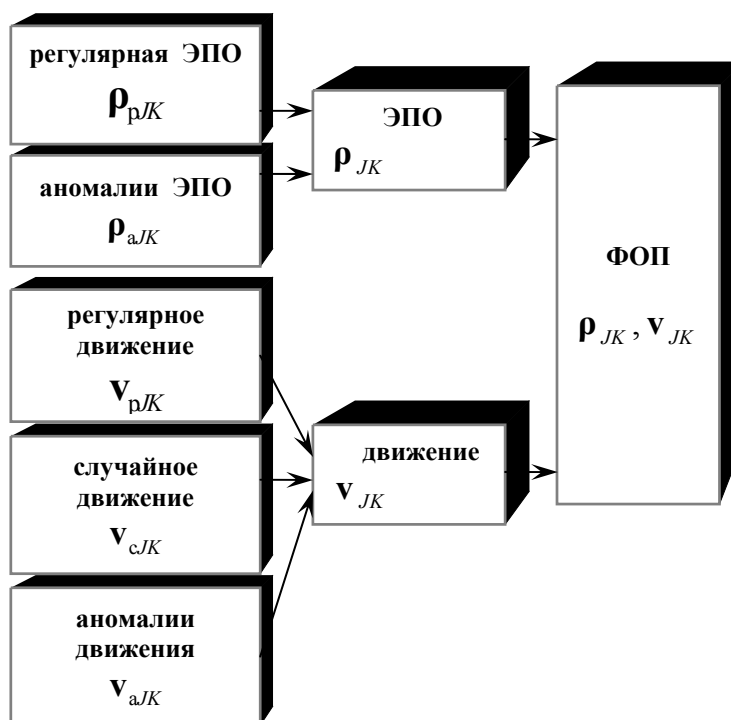 регулярная ЭПО
ρрJK
аномалии ЭПО
ρаJK
регулярное
движение
vрJK
случайное
движение
vсJK
аномалии
движения
vаJK
ЭПО
ρJK
движение
vJK
ФОП
ρJK , vJK